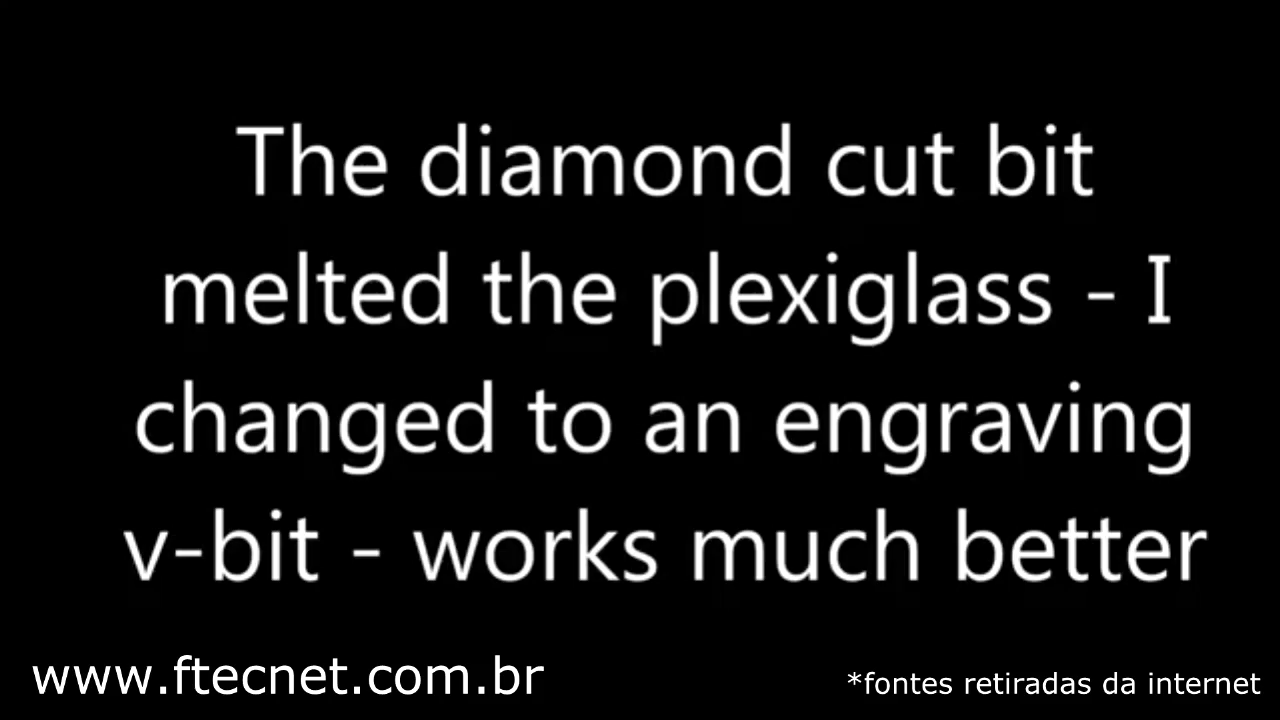 The diamond cut bit
melted the plexiglass - I
changed to an engraving
v-bit - works much better
www.ftecnet.com.br
*fontes retiradas da internet